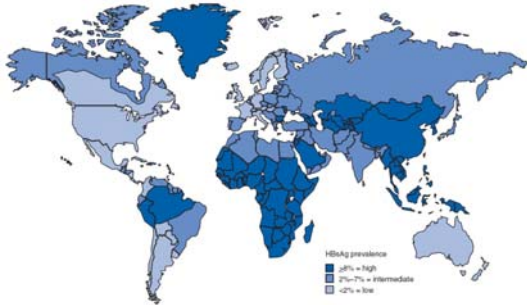 HBsAg prevalence
≥8% = high
2%–7% = intermediate
<2% = low